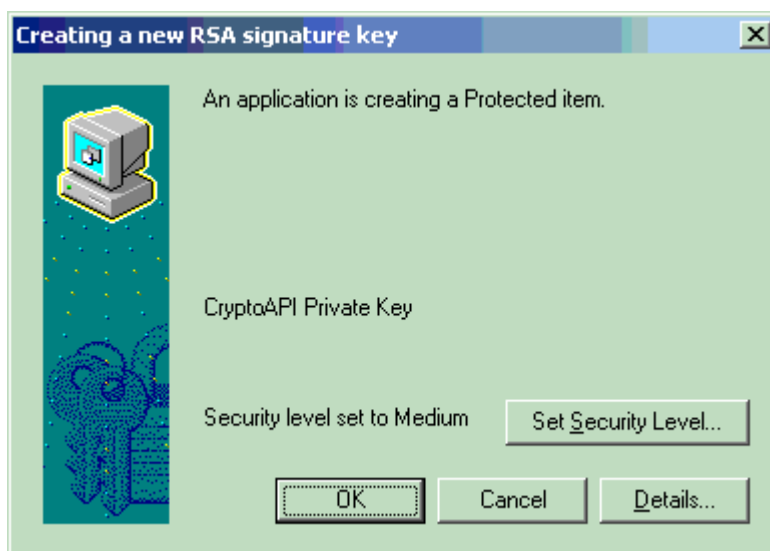 Creating a new RSA signature key
An application is creating a Protected item.
CryptoAPI Private Key
Security level set to Medium
Set Security Level...
OK
Cancel
Details...